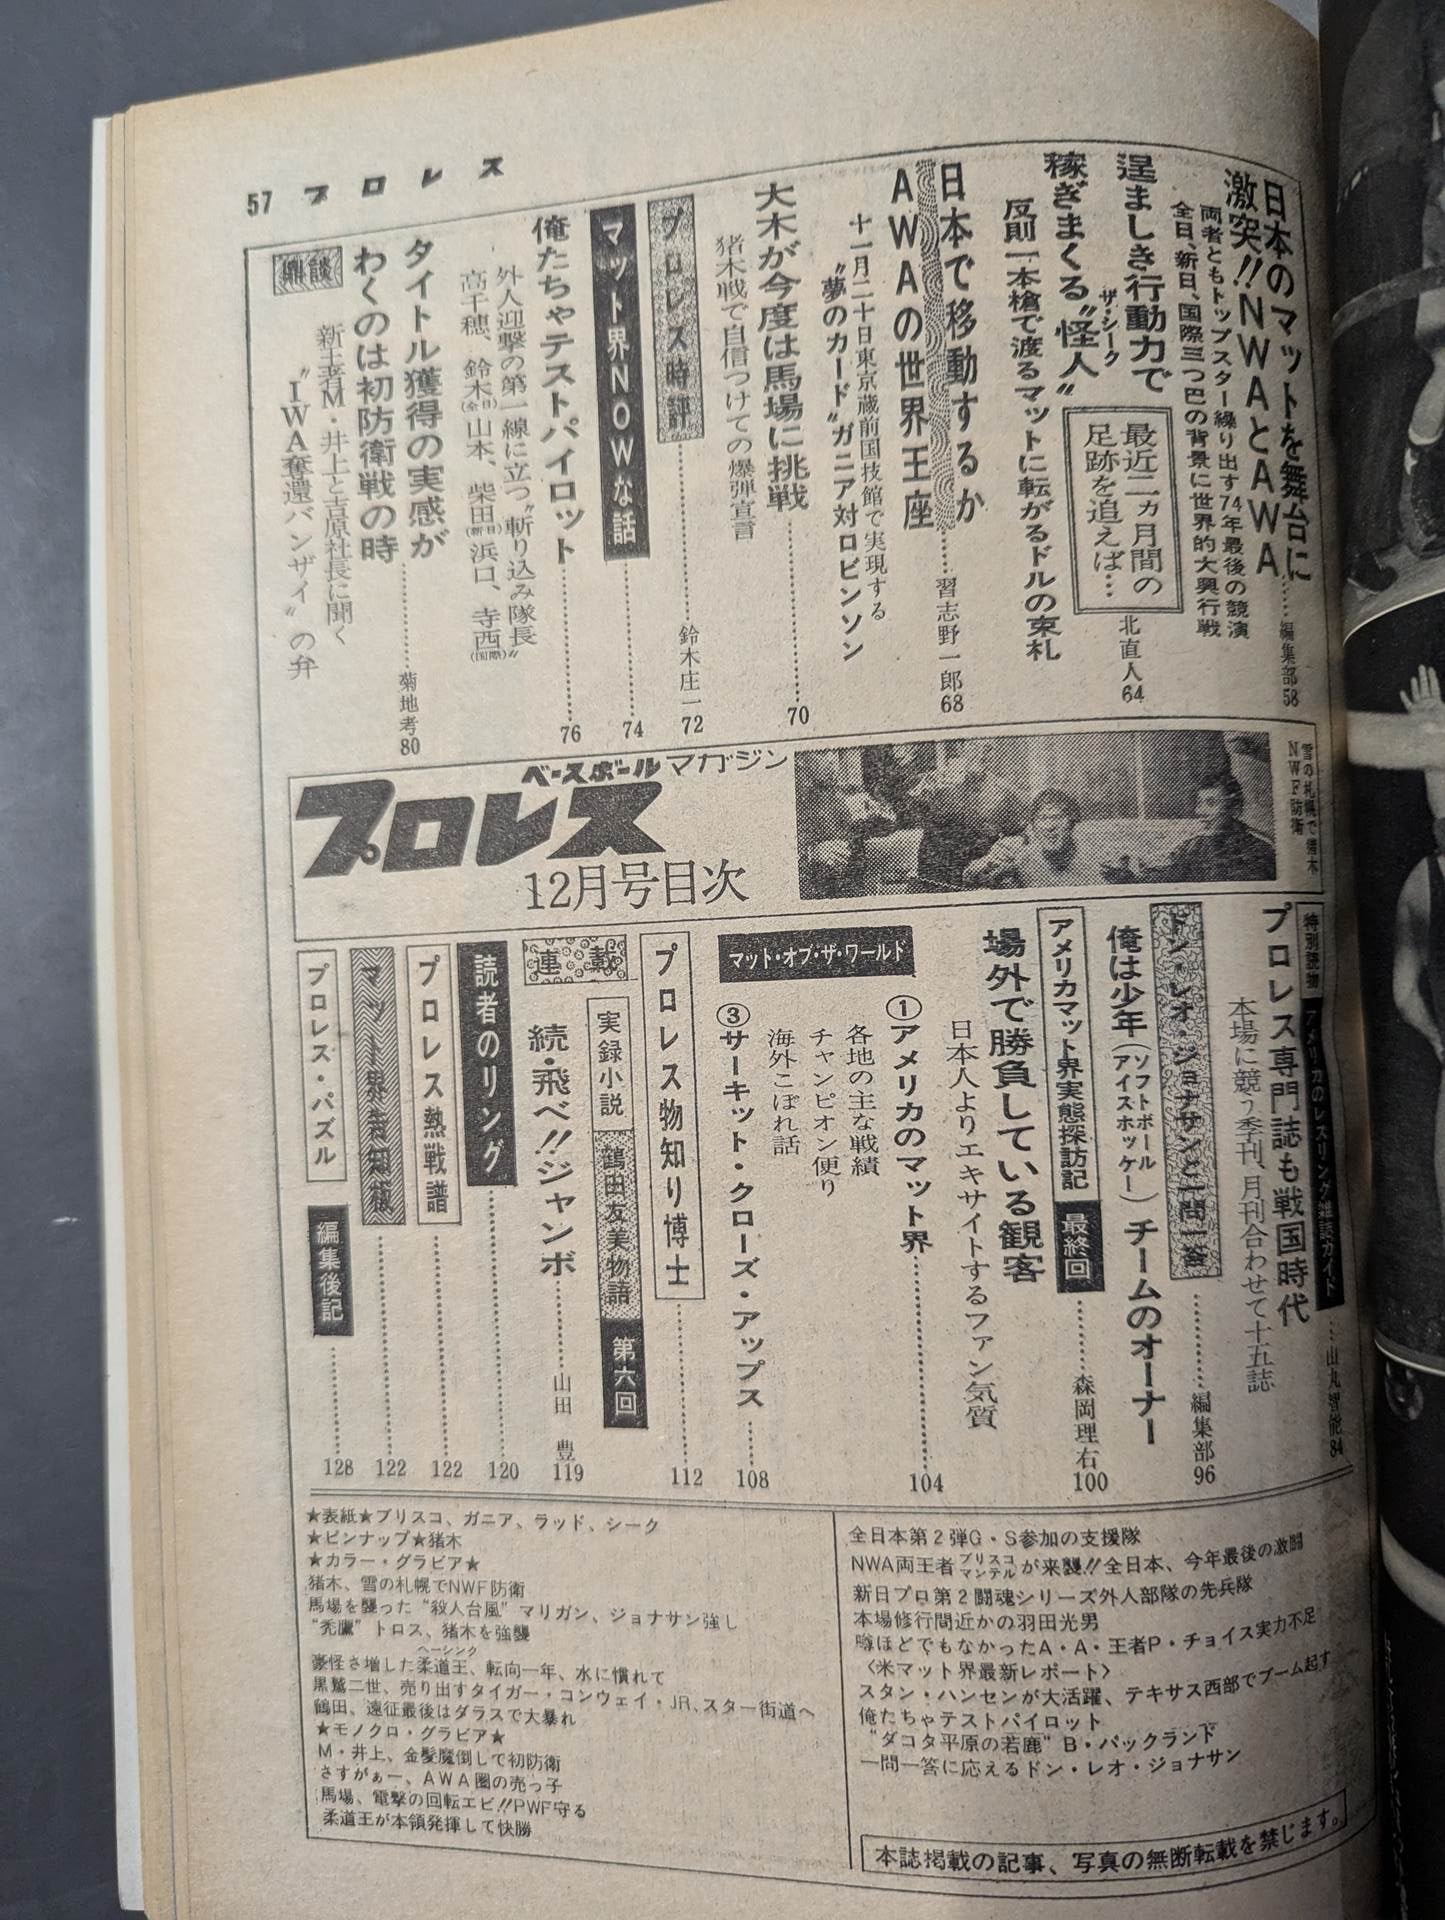 57 プロレス
日本のマットを舞台に
激突!!NWAとAWA……編集部58
両者ともトップスター繰り出す74年最後の競演
全日、新日、国際三つ巴の背景に世界的大興行戦
逞ましき行動力で
稼ぎまくる〝怪人〟
ザ・シーク
最近二ヵ月間の
足跡を追えば…
北直人64
反則一本槍で渡るマットに転がるドルの束札
日本で移動するか
AWAの世界王座……習志野一郎68
十一月二十日東京蔵前国技館で実現する
〝夢のカード〟ガニア対ロビンソン
大木が今度は馬場に挑戦……70
猪木戦で自信つけての爆弾宣言
プロレス時評……鈴木庄一72
マット界NOWな話……74
俺たちゃテストパイロット……76
外人迎撃の第一線に立つ〝斬り込み隊長〟
高千穂、鈴木(全日)山本、柴田(新日)浜口、寺西(国際)
タイトル獲得の実感が
わくのは初防衛戦の時……菊地孝80
鼎談
新王者M・井上と吉原社長に聞く
〝IWA奪還バンザイ〟の弁
ベースボールマガジン
プロレス
12月号目次
雪の札幌で猪木
NWF防衛
特別読物
アメリカのレスリング雑誌ガイド
プロレス専門誌も戦国時代……山丸智能84
本場に競う季刊、月刊合わせて十五誌
ドン・レオ・ジョナサンと一問一答……編集部96
俺は少年(ソフトボール アイスホッケー)チームのオーナー
アメリカマット界実態探訪記 最終回……森岡理右100
場外で勝負している観客
日本人よりエキサイトするファン気質
マット・オブ・ザ・ワールド
①アメリカのマット界……104
各地の主な戦績
チャンピオン便り
海外こぼれ話
③サーキット・クローズ・アップス……108
プロレス物知り博士……112
連載
実録小説 鶴田友美物語 第六回
続・飛べ!!ジャンボ……山田 豊119
読者のリング……120
プロレス熱戦譜……122
マット界告知板……122
プロレス・パズル
編集後記……128
★表紙★ブリスコ、ガニア、ラッド、シーク
★ピンナップ★猪木
★カラー・グラビア★
猪木、雪の札幌でNWF防衛
馬場を襲った“殺人台風”マリガン、ジョナサン強し
“禿鷹”トロス、猪木を強襲
豪怪さ増した柔道王、転向一年、水に慣れて
ヘーシンク
黒鷲二世、売り出すタイガー・コンウェイ・JR、スター街道へ
鶴田、遠征最後はダラスで大暴れ
★モノクロ・グラビア★
M・井上、金髪魔倒して初防衛
さすがぁー、AWA圏の売っ子
馬場、電撃の回転エビ!!PWF守る
柔道王が本領発揮して快勝
全日本第2弾G・S参加の支援隊
NWA両王者ブリスコ マンテルが来襲!!全日本、今年最後の激闘
新日プロ第2闘魂シリーズ外人部隊の先兵隊
本場修行間近かの羽田光男
噂ほどでもなかったA・A・王者P・チョイス実力不足
〈米マット界最新レポート〉
スタン・ハンセンが大活躍、テキサス西部でブーム起す
俺たちゃテストパイロット
“ダコタ平原の若鹿”B・バックランド
一問一答に応えるドン・レオ・ジョナサン
本誌掲載の記事、写真の無断転載を禁じます。